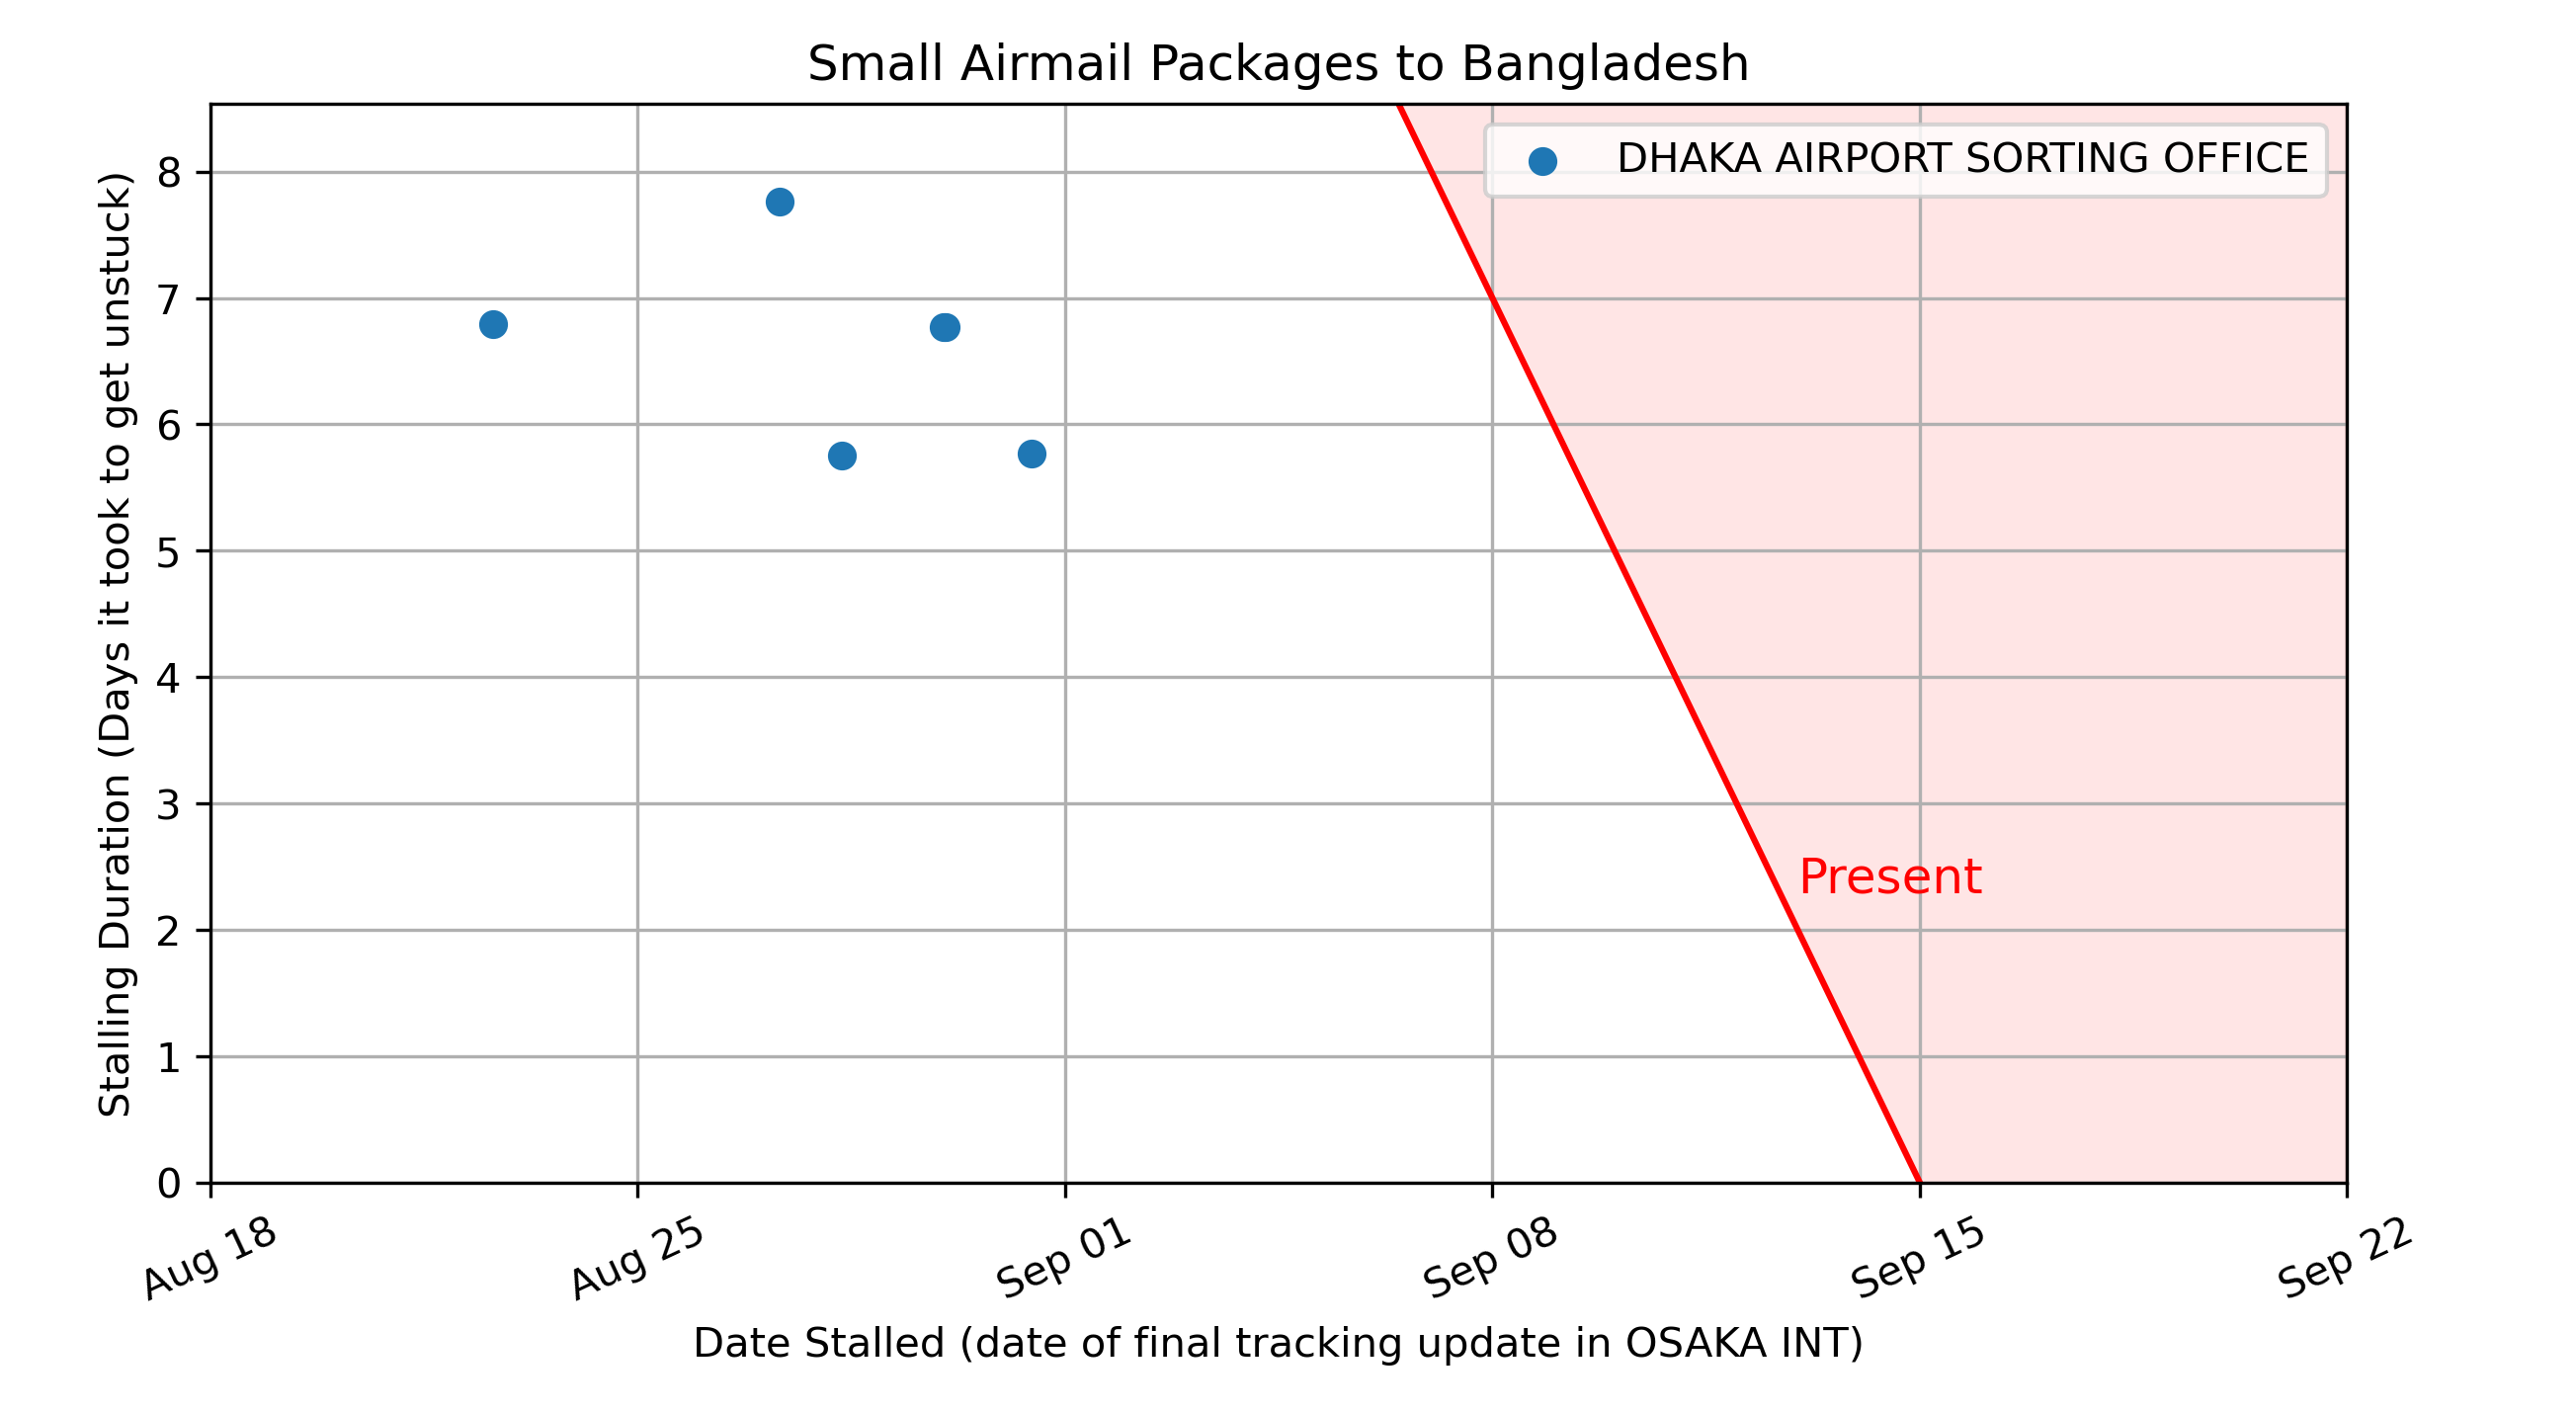 Small Airmail Packages to Bangladesh
DHAKA AIRPORT SORTING OFFICE
Stalling Duration (Days it took to get unstuck)
8
7
6
5
4
3
2
1
0
Present
Aug 18
Aug 25
Sep 01
Sep 08
Sep 15
Sep 22
Date Stalled (date of final tracking update in OSAKA INT)